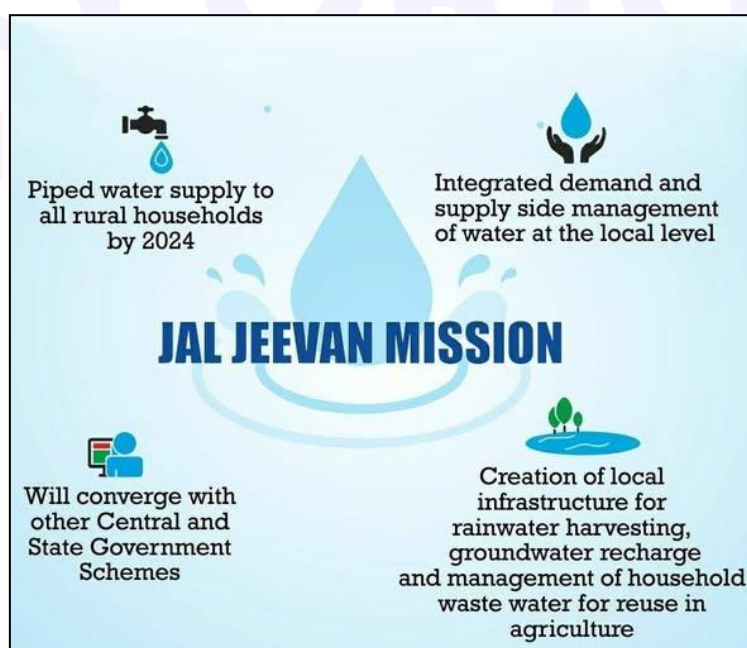 Piped water supply to
all rural households
by 2024
Integrated demand and
supply side management
of water at the local level
JAL JEEVAN MISSION
Will converge with
other Central and
State Government
Schemes
Creation of local
infrastructure for
rainwater harvesting,
groundwater recharge
and management of household
waste water for reuse in
agriculture